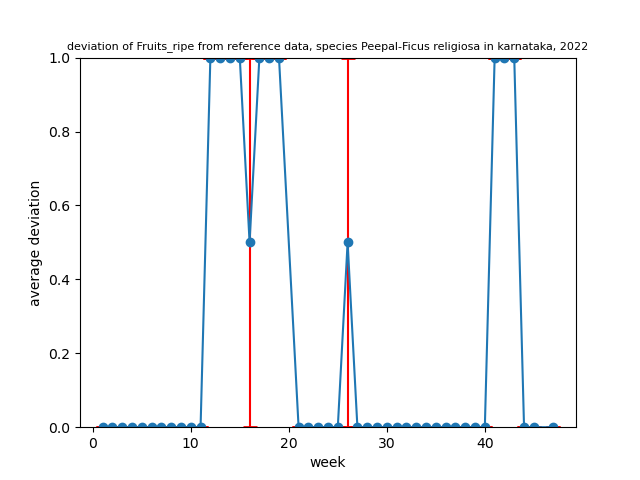 deviation of Fruits_ripe from reference data, species Peepal-Ficus religiosa in karnataka, 2022
1.0
0.8
0.6
0.4
0.2
0.0
average deviation
0 10 20 30 40
week